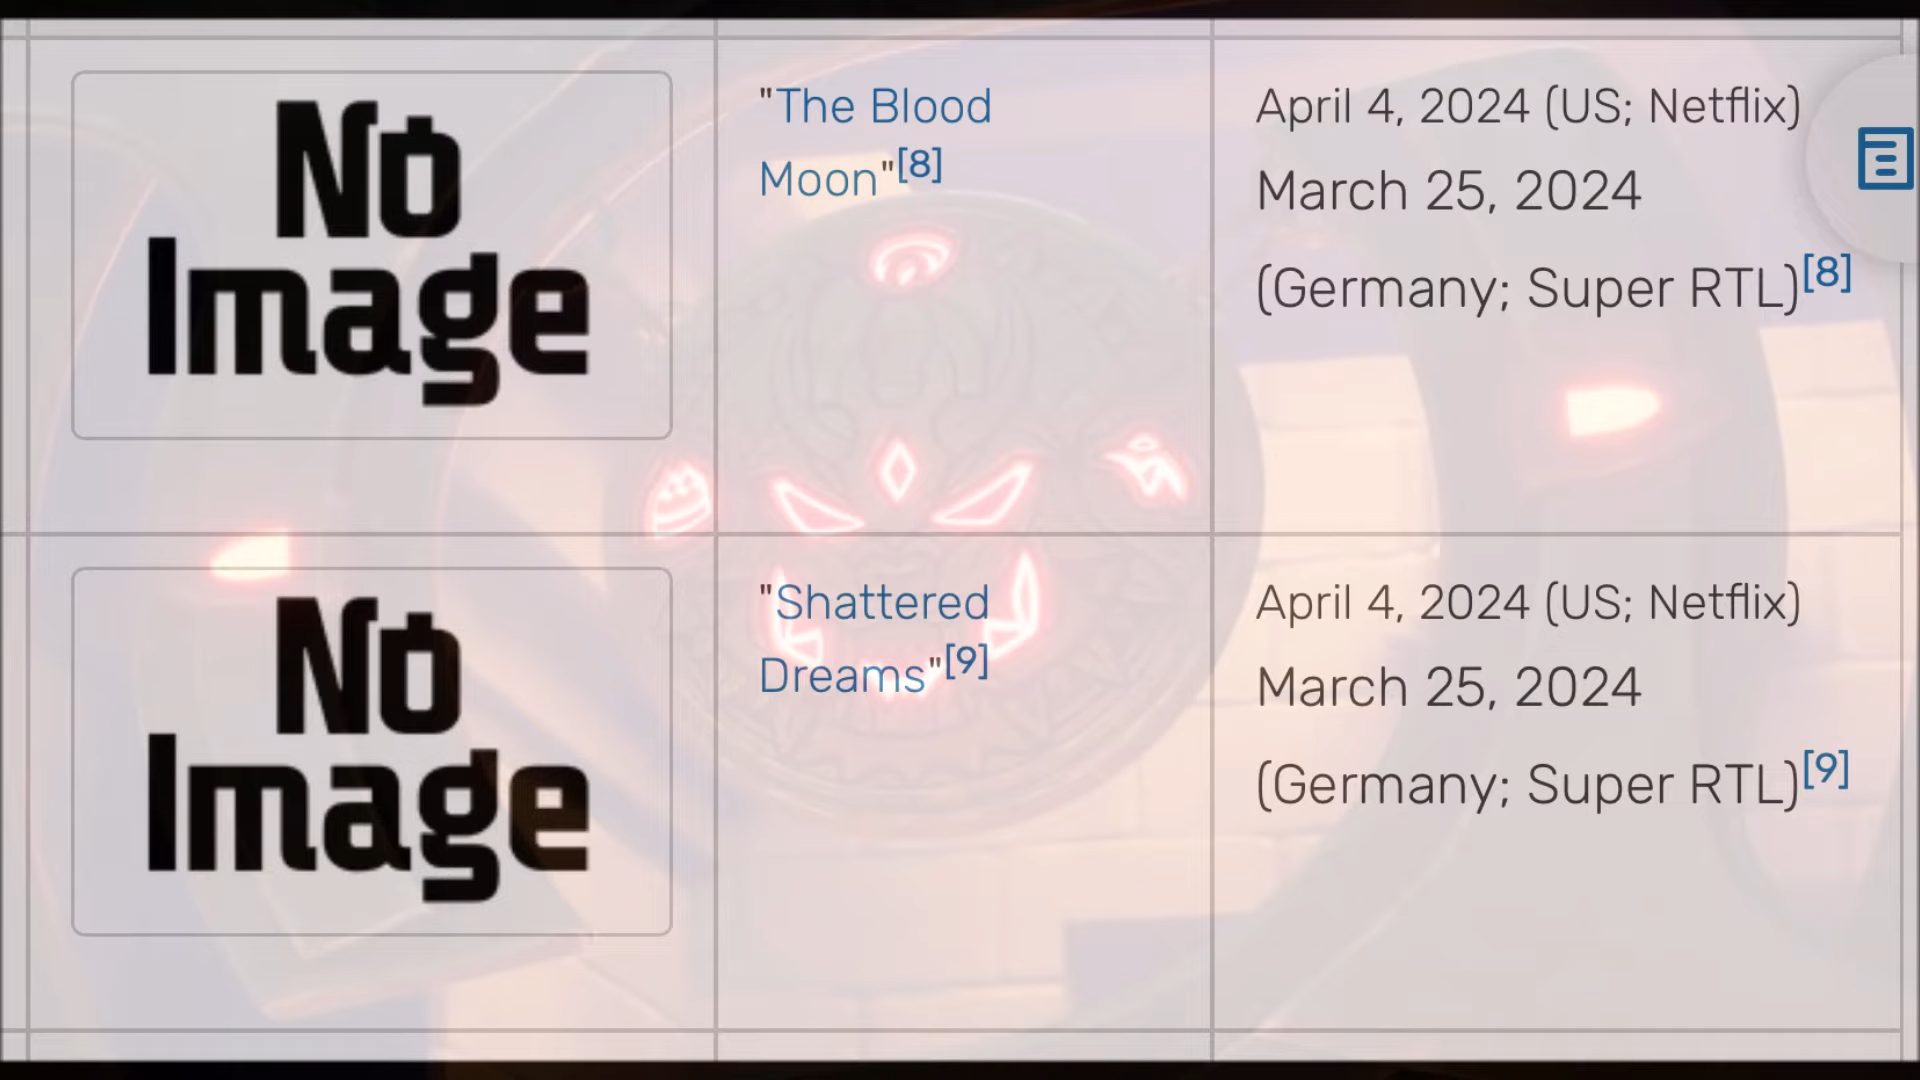 No
Image
"The Blood
Moon"[8]
April 4, 2024 (US; Netflix)
March 25, 2024
(Germany; Super RTL)[8]
No
Image
"Shattered
Dreams"[9]
April 4, 2024 (US; Netflix)
March 25, 2024
(Germany; Super RTL)[9]